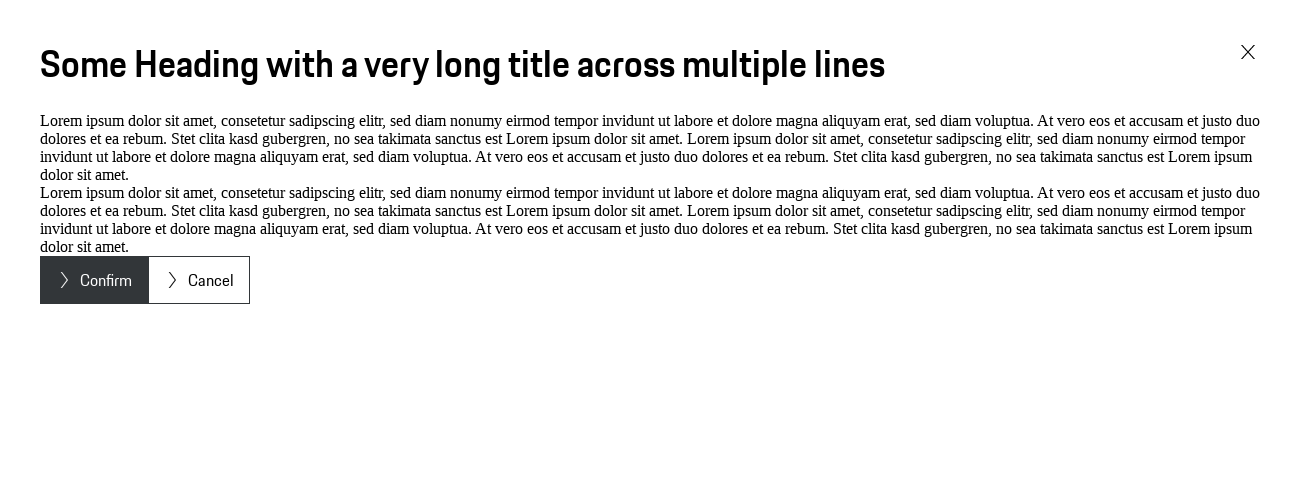 Some Heading with a very long title across multiple lines
Lorem ipsum dolor sit amet, consetetur sadipscing elitr, sed diam nonumy eirmod tempor invidunt ut labore et dolore magna aliquyam erat, sed diam voluptua. At vero eos et accusam et justo duo
dolores et ea rebum. Stet clita kasd gubergren, no sea takimata sanctus est Lorem ipsum dolor sit amet. Lorem ipsum dolor sit amet, consetetur sadipscing elitr, sed diam nonumy eirmod tempor
invidunt ut labore et dolore magna aliquyam erat, sed diam voluptua. At vero eos et accusam et justo duo dolores et ea rebum. Stet clita kasd gubergren, no sea takimata sanctus est Lorem ipsum
dolor sit amet.
Lorem ipsum dolor sit amet, consetetur sadipscing elitr, sed diam nonumy eirmod tempor invidunt ut labore et dolore magna aliquyam erat, sed diam voluptua. At vero eos et accusam et justo duo
dolores et ea rebum. Stet clita kasd gubergren, no sea takimata sanctus est Lorem ipsum dolor sit amet. Lorem ipsum dolor sit amet, consetetur sadipscing elitr, sed diam nonumy eirmod tempor
invidunt ut labore et dolore magna aliquyam erat, sed diam voluptua. At vero eos et accusam et justo duo dolores et ea rebum. Stet clita kasd gubergren, no sea takimata sanctus est Lorem ipsum
dolor sit amet.
Confirm Cancel